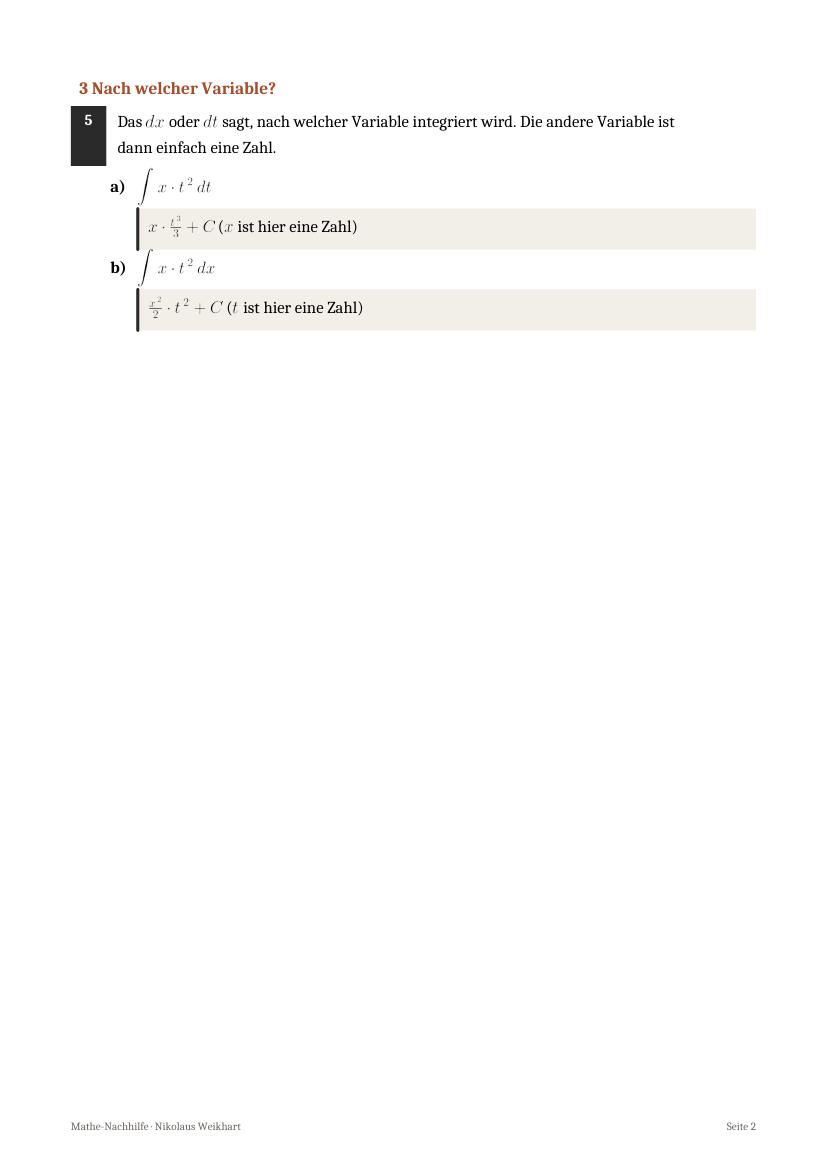 3 Nach welcher Variable?
5 Das dx oder dt sagt, nach welcher Variable integriert wird. Die andere Variable ist
dann einfach eine Zahl.
a) ∫ x · t² dt
x · t³/3 + C (x ist hier eine Zahl)
b) ∫ x · t² dx
x²/2 · t² + C (t ist hier eine Zahl)
Mathe-Nachhilfe · Nikolaus Weikhart Seite 2